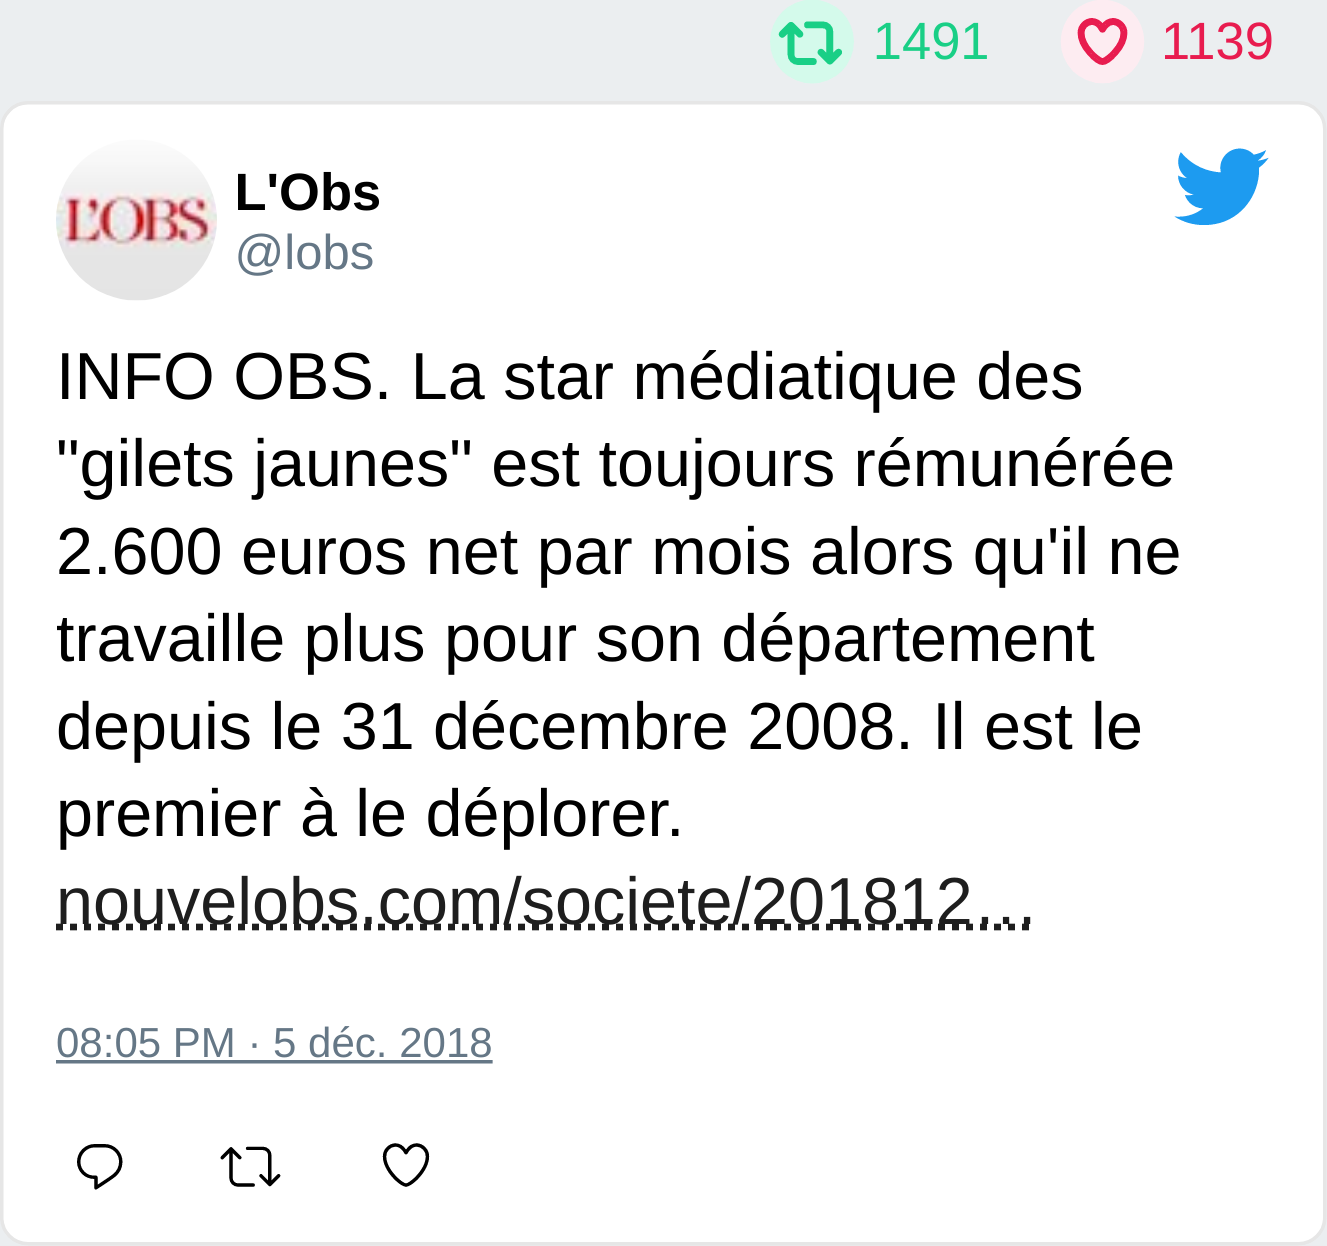 1491 1139
L'OBS
L'Obs
@lobs
INFO OBS. La star médiatique des
"gilets jaunes" est toujours rémunérée
2.600 euros net par mois alors qu'il ne
travaille plus pour son département
depuis le 31 décembre 2008. Il est le
premier à le déplorer.
nouvelobs.com/societe/201812...
08:05 PM · 5 déc. 2018